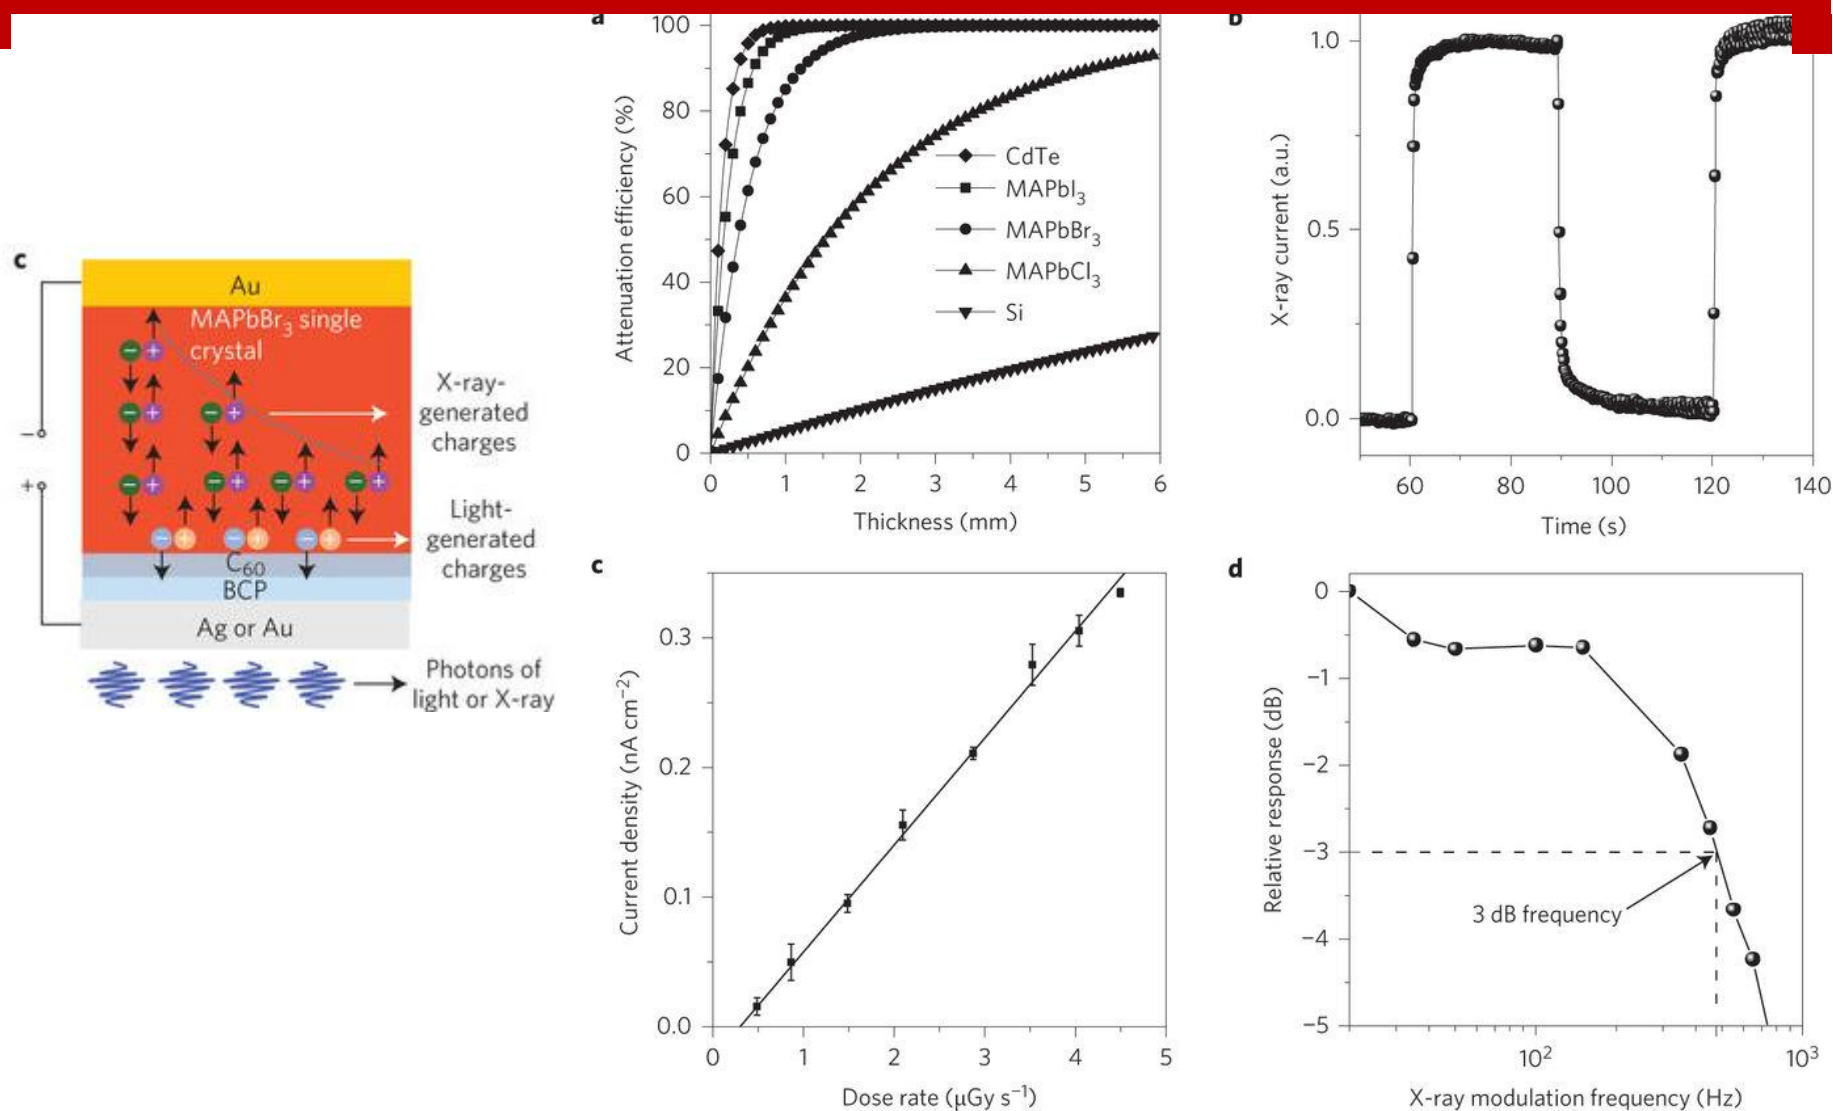 c
Au
MAPbBr3 single
crystal
X-ray-
generated
charges
−
+
Light-
generated
charges
C60
BCP
Ag or Au
Photons of
light or X-ray
a
100
80
60
40
20
0
Attenuation efficiency (%)
CdTe
MAPbI3
MAPbBr3
MAPbCl3
Si
0 1 2 3 4 5 6
Thickness (mm)
b
1.0
0.5
0.0
X-ray current (a.u.)
60 80 100 120 140
Time (s)
c
0.3
0.2
0.1
0.0
Current density (nA cm−2)
0 1 2 3 4 5
Dose rate (μGy s−1)
d
0
−1
−2
−3
−4
−5
Relative response (dB)
3 dB frequency
10² 10³
X-ray modulation frequency (Hz)